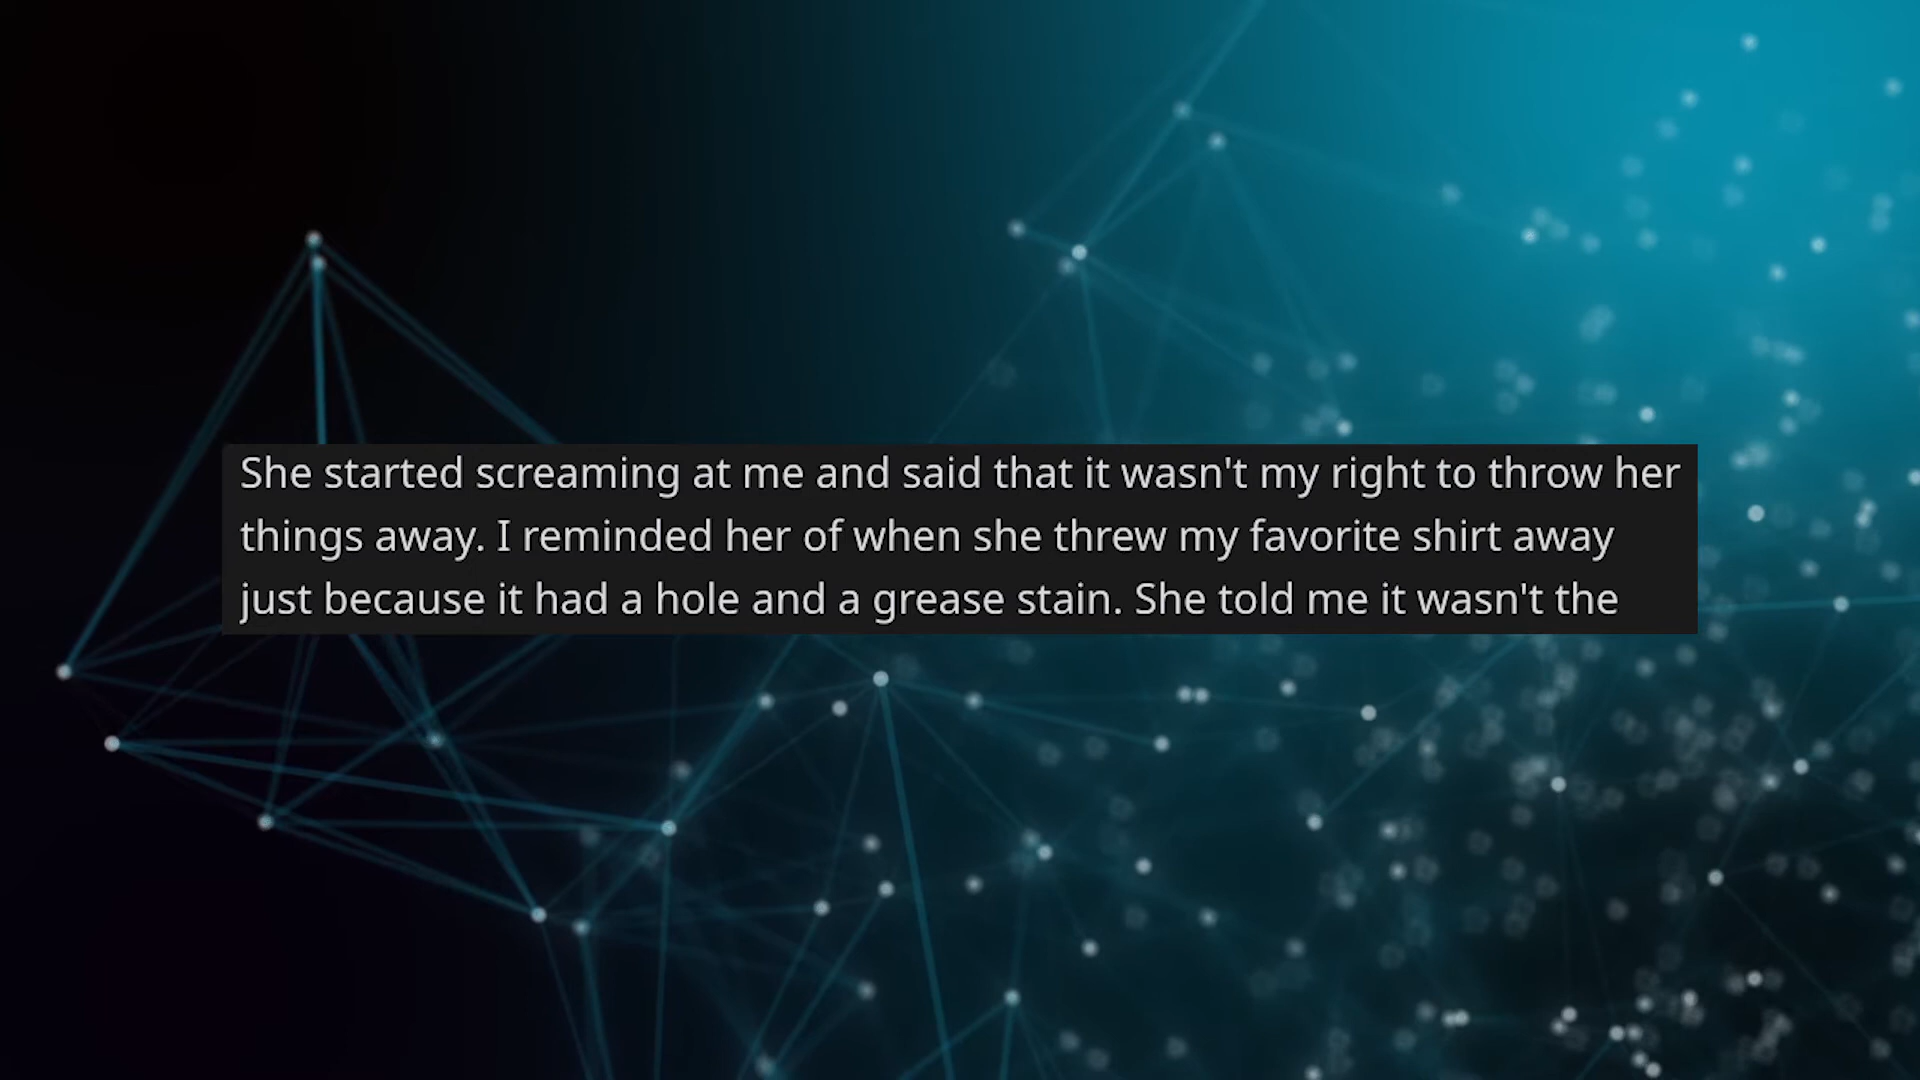 She started screaming at me and said that it wasn't my right to throw her
things away. I reminded her of when she threw my favorite shirt away
just because it had a hole and a grease stain. She told me it wasn't the